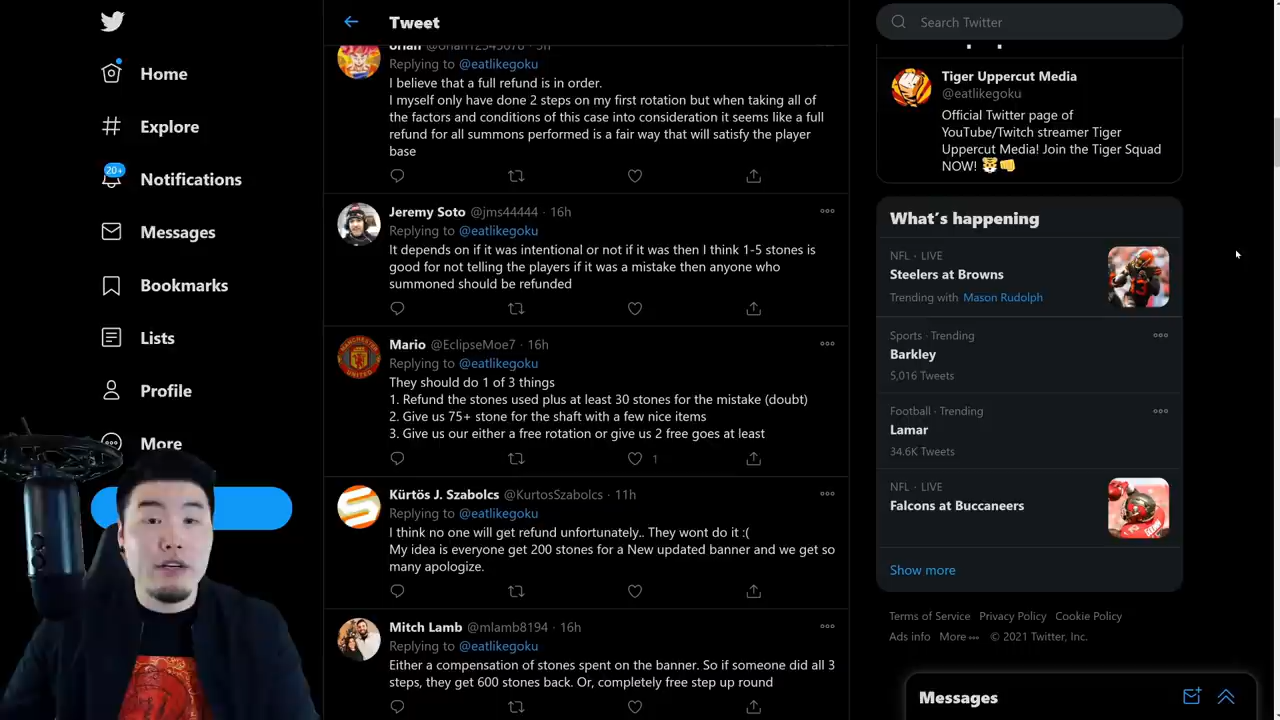 Home
Explore
20+
Notifications
Messages
Bookmarks
Lists
Profile
More
Tweet
Replying to @eatlikegoku
I believe that a full refund is in order.
I myself only have done 2 steps on my first rotation but when taking all of
the factors and conditions of this case into consideration it seems like a full
refund for all summons performed is a fair way that will satisfy the player
base
Jeremy Soto @jms44444 · 16h
Replying to @eatlikegoku
It depends on if it was intentional or not if it was then I think 1-5 stones is
good for not telling the players if it was a mistake then anyone who
summoned should be refunded
Mario @EclipseMoe7 · 16h
Replying to @eatlikegoku
They should do 1 of 3 things
1. Refund the stones used plus at least 30 stones for the mistake (doubt)
2. Give us 75+ stone for the shaft with a few nice items
3. Give us our either a free rotation or give us 2 free goes at least
1
Kürtös J. Szabolcs @KurtosSzabolcs · 11h
Replying to @eatlikegoku
I think no one will get refund unfortunately.. They wont do it :(
My idea is everyone get 200 stones for a New updated banner and we get so
many apologize.
Mitch Lamb @mlamb8194 · 16h
Replying to @eatlikegoku
Either a compensation of stones spent on the banner. So if someone did all 3
steps, they get 600 stones back. Or, completely free step up round
Search Twitter
Tiger Uppercut Media
@eatlikegoku
Official Twitter page of
YouTube/Twitch streamer Tiger
Uppercut Media! Join the Tiger Squad
NOW! 🐯👊
What's happening
NFL · LIVE
Steelers at Browns
Trending with Mason Rudolph
Sports · Trending
Barkley
5,016 Tweets
Football · Trending
Lamar
34.6K Tweets
NFL · LIVE
Falcons at Buccaneers
Show more
Terms of Service Privacy Policy Cookie Policy
Ads info More ••• © 2021 Twitter, Inc.
Messages